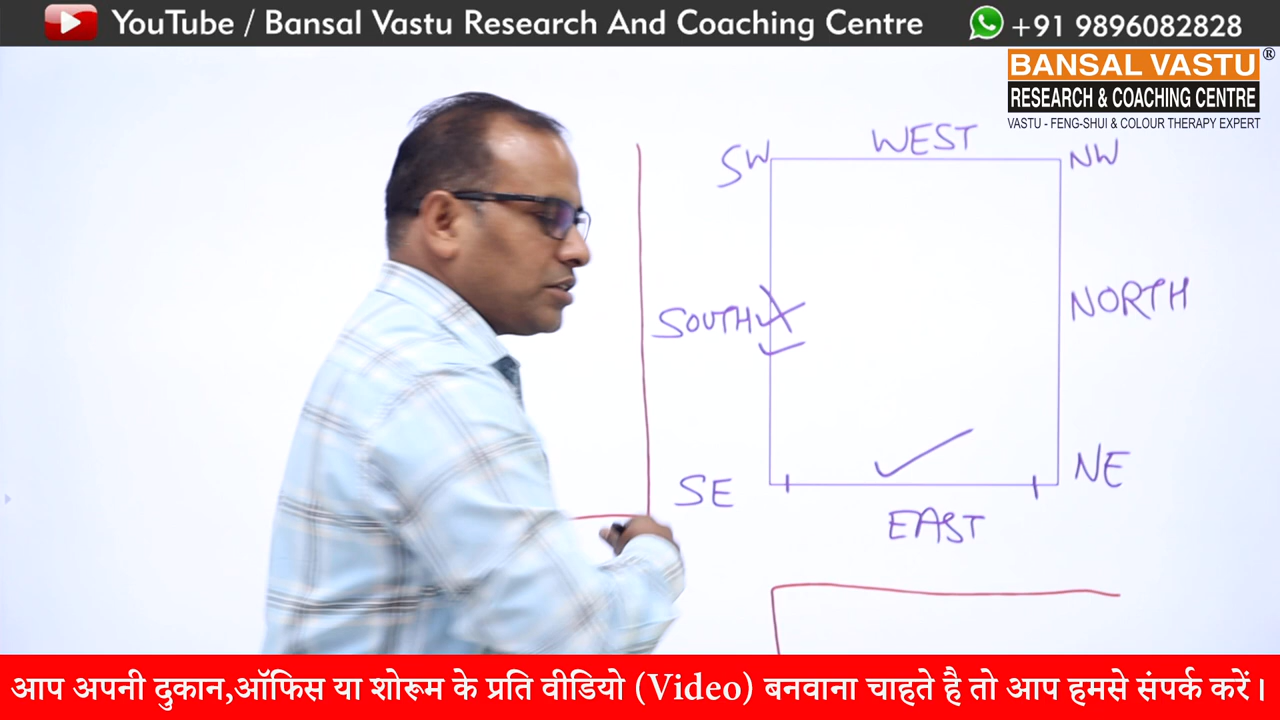 YouTube / Bansal Vastu Research And Coaching Centre
+91 9896082828
BANSAL VASTU ®
RESEARCH & COACHING CENTRE
VASTU - FENG-SHUI & COLOUR THERAPY EXPERT
SW WEST NW
SOUTH NORTH
SE NE
EAST
आप अपनी दुकान,ऑफिस या शोरूम के प्रति वीडियो (Video) बनवाना चाहते है तो आप हमसे संपर्क करें।